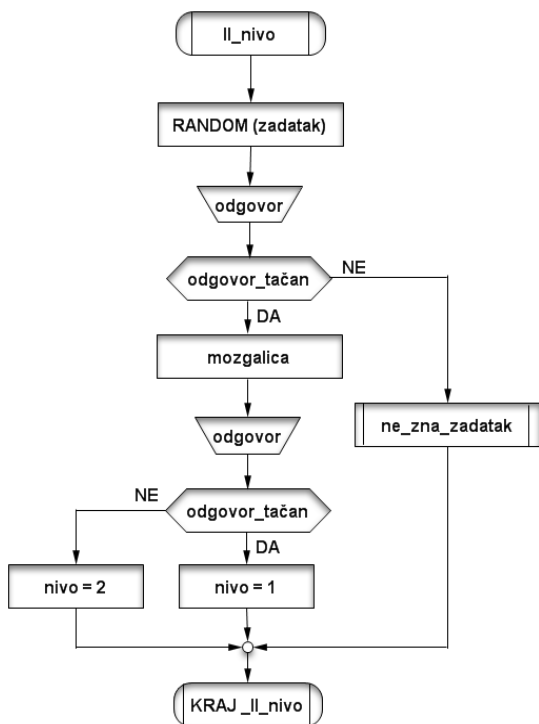 II_nivo
RANDOM (zadatak)
odgovor
odgovor_tačan
NE
DA
mozgalica
ne_zna_zadatak
odgovor
NE
odgovor_tačan
DA
nivo = 2
nivo = 1
KRAJ _II_nivo